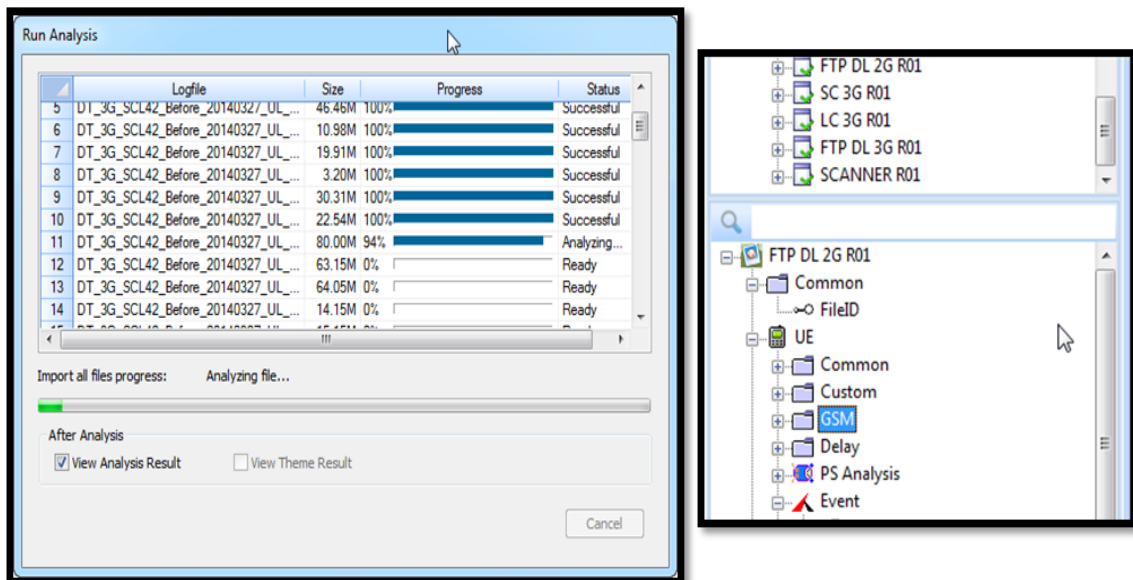 Run Analysis
Logfile Size Progress Status
5 DT_3G_SCL42_Before_20140327_UL_... 46.46M 100% Successful
6 DT_3G_SCL42_Before_20140327_UL_... 10.98M 100% Successful
7 DT_3G_SCL42_Before_20140327_UL_... 19.91M 100% Successful
8 DT_3G_SCL42_Before_20140327_UL_... 3.20M 100% Successful
9 DT_3G_SCL42_Before_20140327_UL_... 30.31M 100% Successful
10 DT_3G_SCL42_Before_20140327_UL_... 22.54M 100% Successful
11 DT_3G_SCL42_Before_20140327_UL_... 80.00M 94% Analyzing...
12 DT_3G_SCL42_Before_20140327_UL_... 63.15M 0% Ready
13 DT_3G_SCL42_Before_20140327_UL_... 64.05M 0% Ready
14 DT_3G_SCL42_Before_20140327_UL_... 14.15M 0% Ready
Import all files progress: Analyzing file...
After Analysis
View Analysis Result View Theme Result
Cancel
FTP DL 2G R01
SC 3G R01
LC 3G R01
FTP DL 3G R01
SCANNER R01
FTP DL 2G R01
Common
FileID
UE
Common
Custom
GSM
Delay
PS Analysis
Event